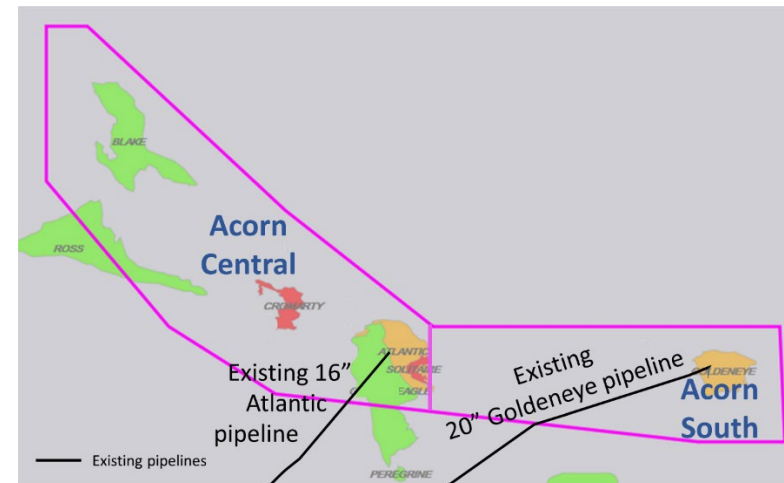 BLAKE
ROSS
Acorn
Central
CROMARTY
ATLANTIC
SOLITAIRE
EAGLE
Existing 16”
Atlantic
pipeline
Existing
20” Goldeneye pipeline
GOLDENEYE
Acorn
South
PEREGRINE
Existing pipelines